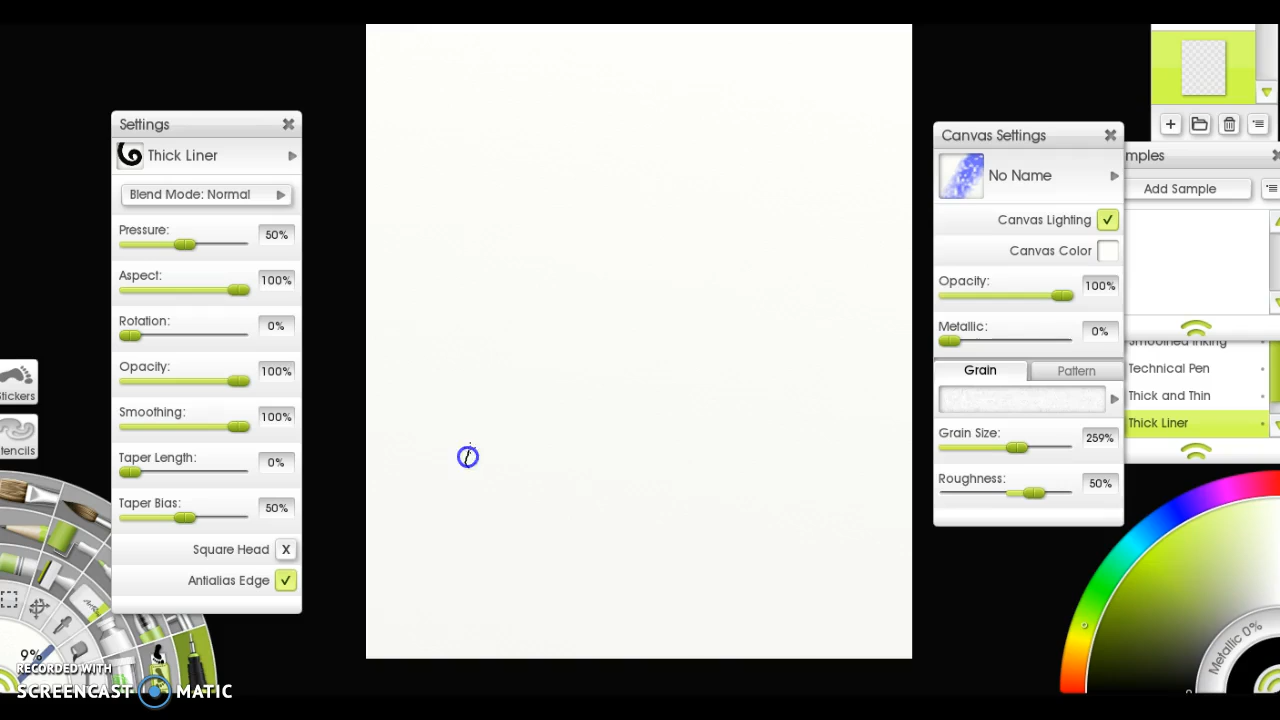 Settings
Thick Liner
Blend Mode: Normal
Pressure:
50%
Aspect:
100%
Rotation:
0%
Opacity:
100%
Smoothing:
100%
Taper Length:
0%
Taper Bias:
50%
Square Head X
Antialias Edge
Stickers
tencils
9%
RECORDED WITH
SCREENCAST MATIC
Canvas Settings
No Name
Canvas Lighting
Canvas Color
Opacity:
100%
Metallic:
0%
Grain Pattern
Grain Size:
259%
Roughness:
50%
mples
Add Sample
Smoothed Inking
Technical Pen
Thick and Thin
Thick Liner
Metallic 0%